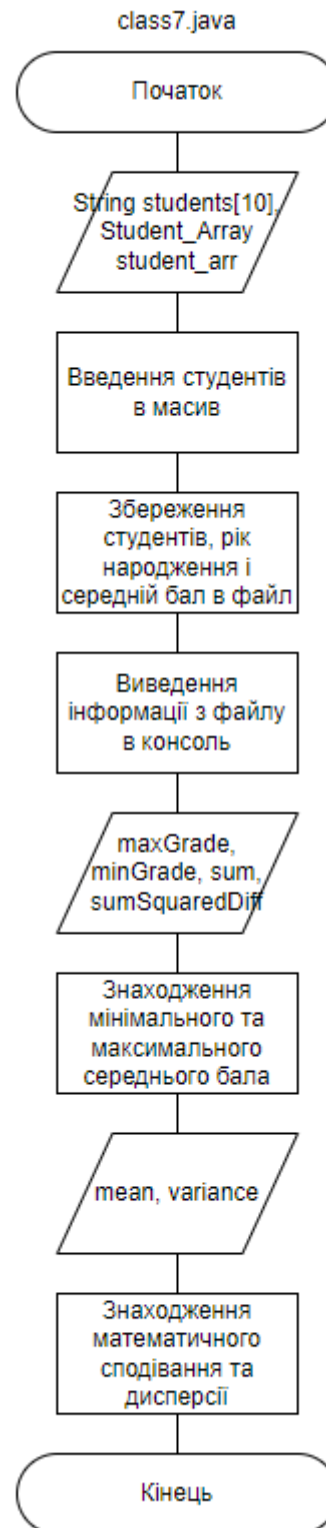 class7.java
Початок
String students[10],
Student_Array
student_arr
Введення студентів
в масив
Збереження
студентів, рік
народження і
середній бал в файл
Виведення
інформації з файлу
в консоль
maxGrade,
minGrade, sum,
sumSquaredDiff
Знаходження
мінімального та
максимального
середнього бала
mean, variance
Знаходження
математичного
сподівання та
дисперсії
Кінець